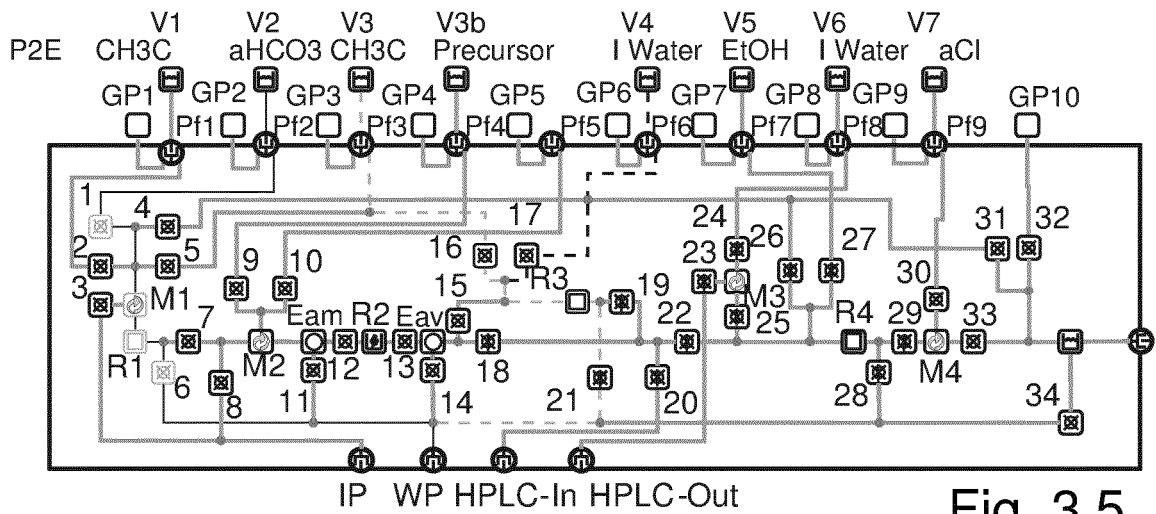 V1 V2 V3 V3b V4 V5 V6 V7
P2E CH3C aHCO3 CH3C Precursor I Water EtOH I Water aCl
GP1 GP2 GP3 GP4 GP5 GP6 GP7 GP8 GP9 GP10
Pf1 Pf2 Pf3 Pf4 Pf5 Pf6 Pf7 Pf8 Pf9
1 4 17 24 31 32
2 5 9 10 16 R3 23 26 27
3 M1 15 19 M3 30
7 Eam R2 Eav 22 25 R4 29 33
R1 6 M2 12 13 18 M4
8 11 14 21 20 28 34
IP WP HPLC-In HPLC-Out
Fig. 3.5